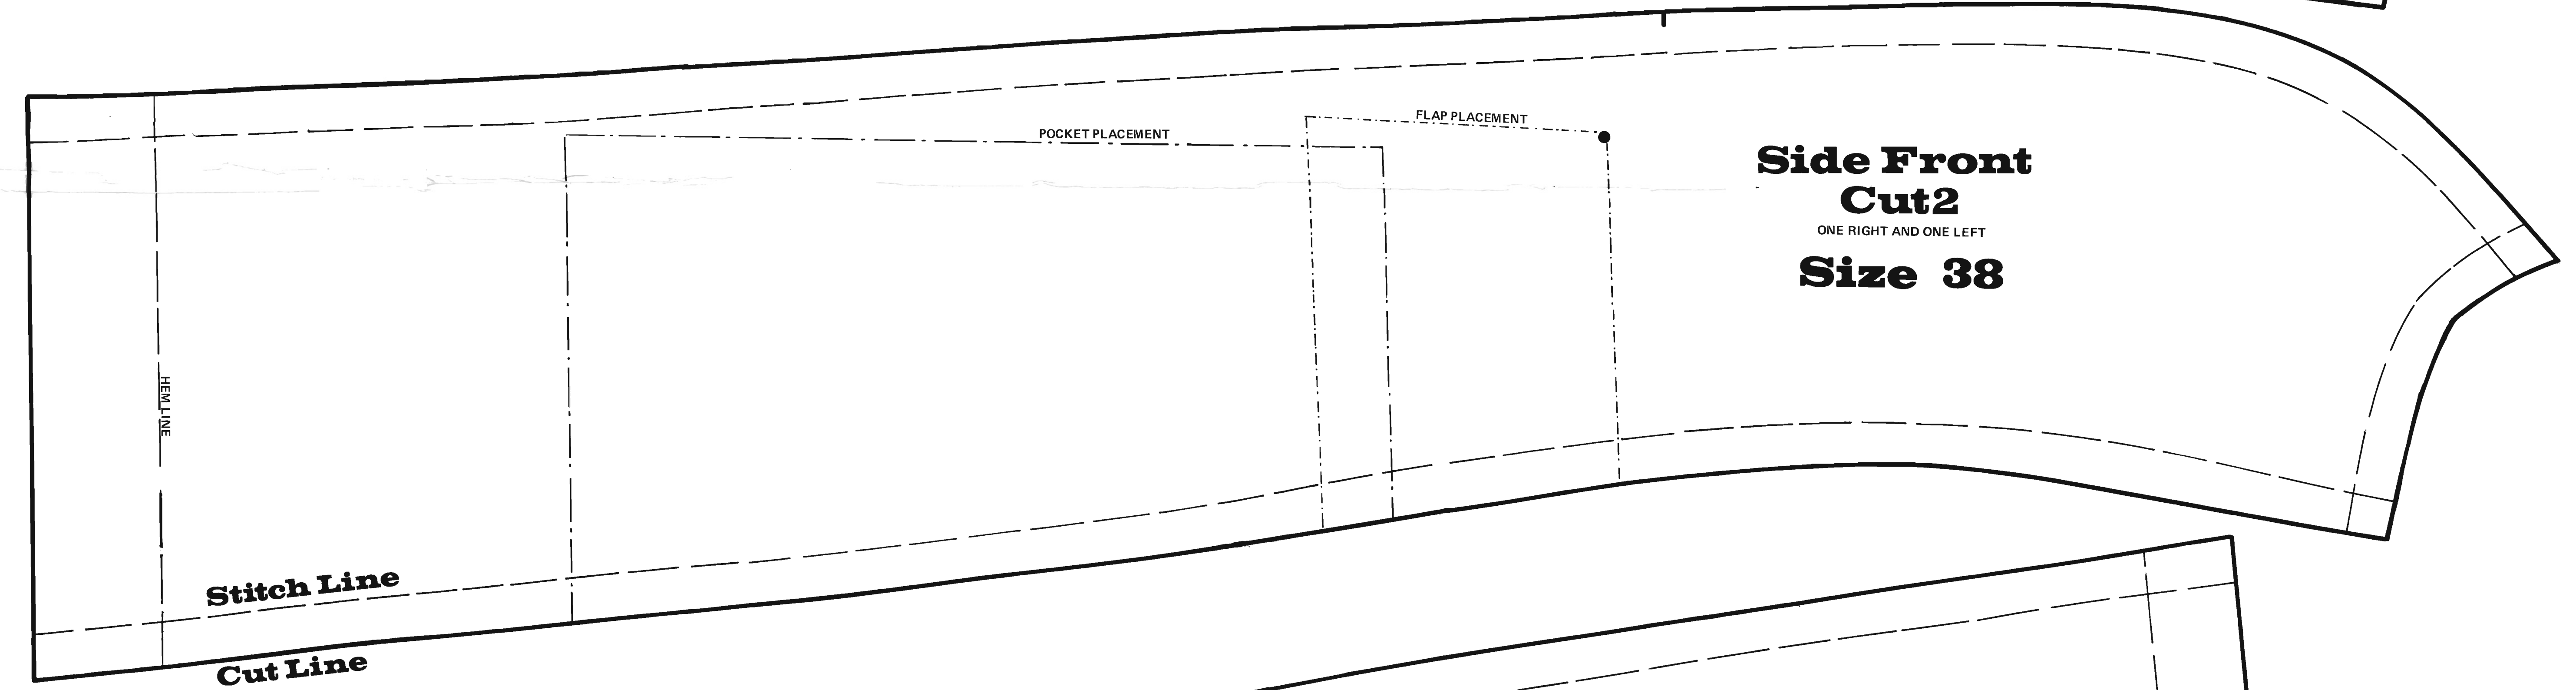 POCKET PLACEMENT
FLAP PLACEMENT
Side Front
Cut2
ONE RIGHT AND ONE LEFT
Size 38
HEM LINE
Stitch Line
Cut Line